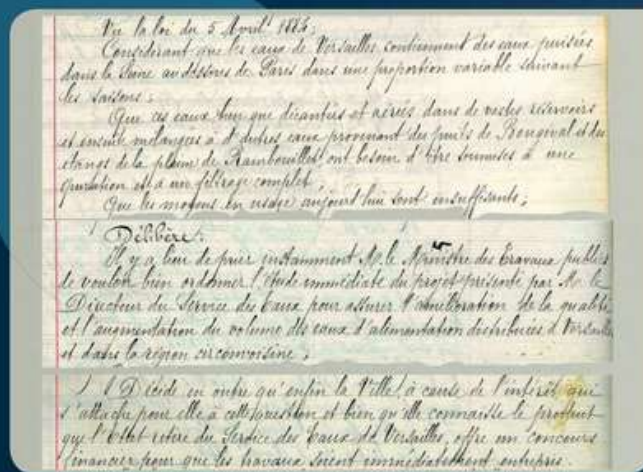 Vu la loi du 5 Avril 1884;
Considérant que les eaux de Versailles contiennent des eaux puisées
dans la Seine au dessous de Paris dans une proportion variable suivant
les saisons;
Que ces eaux bien que décantées et aérées dans de vastes réservoirs
et ensuite mélangées à d'autres eaux provenant des puits de Bougival et des
étangs de la plaine de Rambouillet ont besoin d'être soumises à une
épuration et à un filtrage complet;
Que les moyens en usage aujourd'hui sont insuffisants;
Délibère:
Il y a lieu de prier instamment M. le Ministre des Travaux publics
de vouloir bien ordonner l'étude immédiate du projet présenté par M. le
Directeur du Service des Eaux pour assurer l'amélioration de la qualité
et l'augmentation du volume des eaux d'alimentation distribuées à Versailles
et dans la région circonvoisine;
Décide en outre qu'enfin la Ville, à cause de l'intérêt qui
s'attache pour elle à cette question et bien qu'elle connaisse le profit
que l'Etat retire du Service des Eaux de Versailles, offre un concours
financier pour que les travaux soient immédiatement entrepris.